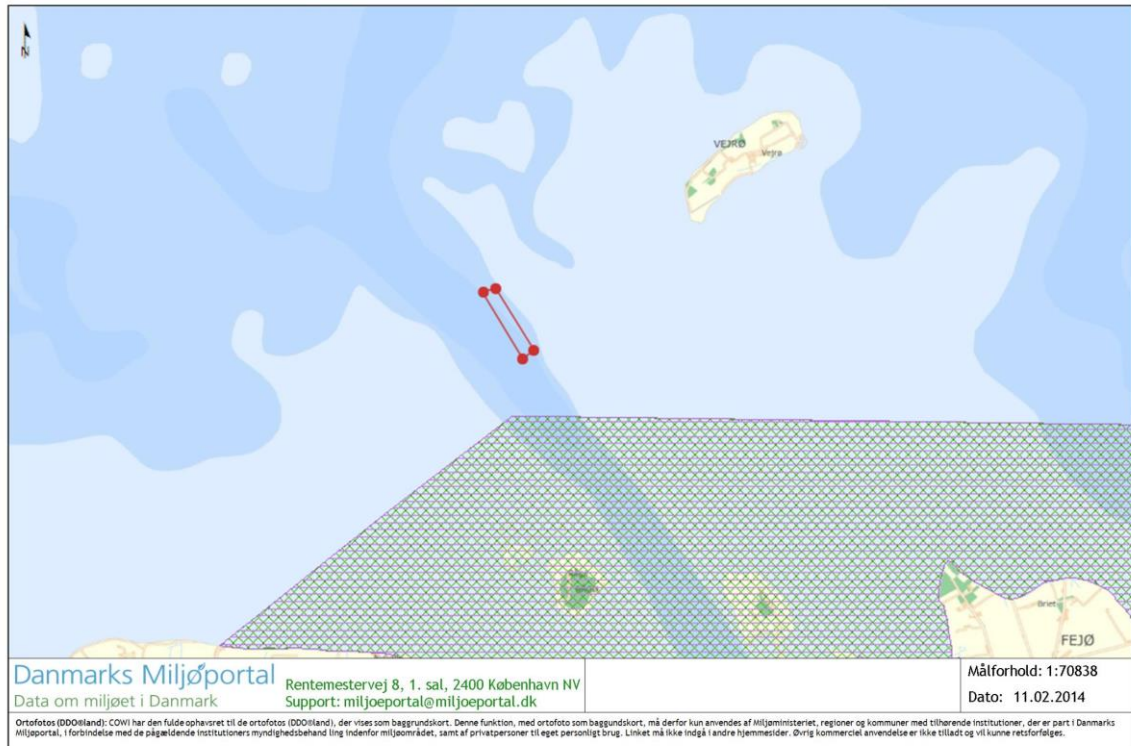 N
VEJRØ
Vejrø
Briet
FEJØ
Danmarks Miljøportal
Data om miljøet i Danmark
Rentemestervej 8, 1. sal, 2400 København NV
Support: miljoeportal@miljoeportal.dk
Målforhold: 1:70838
Dato: 11.02.2014
Ortofotos (DDO®land): COWI har den fulde ophavsret til de ortofotos (DDO®land), der vises som baggrundskort. Denne funktion, med ortofoto som baggrundskort, må derfor kun anvendes af Miljøministeriet, regioner og kommuner med tilhørende institutioner, der er part i Danmarks
Miljøportal, i forbindelse med de pågældende institutioners myndighedsbehand ling indenfor miljøområdet, samt af privatpersoner til eget personligt brug. Linket må ikke indgå i andre hjemmesider. Øvrig kommerciel anvendelse er ikke tilladt og vil kunne retsforfølges.